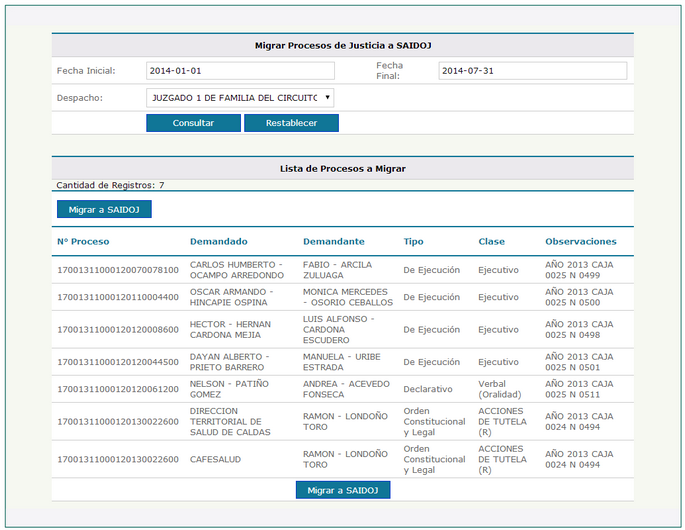 Migrar Procesos de Justicia a SAIDOJ
Fecha Inicial: 2014-01-01 Fecha Final: 2014-07-31
Despacho: JUZGADO 1 DE FAMILIA DEL CIRCUITO
Consultar Restablecer
Lista de Procesos a Migrar
Cantidad de Registros: 7
Migrar a SAIDOJ
Nº Proceso Demandado Demandante Tipo Clase Observaciones
17001311000120070078100 CARLOS HUMBERTO - OCAMPO ARREDONDO FABIO - ARCILA ZULUAGA De Ejecución Ejecutivo AÑO 2013 CAJA 0025 N 0499
17001311000120110004400 OSCAR ARMANDO - HINCAPIE OSPINA MONICA MERCEDES - OSORIO CEBALLOS De Ejecución Ejecutivo AÑO 2013 CAJA 0025 N 0500
17001311000120120008600 HECTOR - HERNAN CARDONA MEJIA LUIS ALFONSO - CARDONA ESCUDERO De Ejecución Ejecutivo AÑO 2013 CAJA 0025 N 0498
17001311000120120044500 DAYAN ALBERTO - PRIETO BARRERO MANUELA - URIBE ESTRADA De Ejecución Ejecutivo AÑO 2013 CAJA 0025 N 0501
17001311000120120061200 NELSON - PATIÑO GOMEZ ANDREA - ACEVEDO FONSECA Declarativo Verbal (Oralidad) AÑO 2013 CAJA 0025 N 0511
17001311000120130022600 DIRECCION TERRITORIAL DE SALUD DE CALDAS RAMON - LONDOÑO TORO Orden Constitucional y Legal ACCIONES DE TUTELA (R) AÑO 2013 CAJA 0024 N 0494
17001311000120130022600 CAFESALUD RAMON - LONDOÑO TORO Orden Constitucional y Legal ACCIONES DE TUTELA (R) AÑO 2013 CAJA 0024 N 0494
Migrar a SAIDOJ